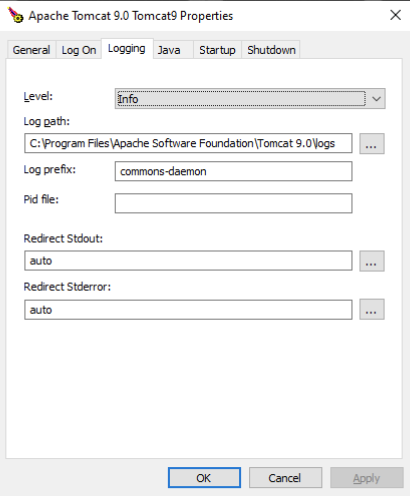 Apache Tomcat 9.0 Tomcat9 Properties
General Log On Logging Java Startup Shutdown
Level: Info
Log path:
C:\Program Files\Apache Software Foundation\Tomcat 9.0\logs ...
Log prefix: commons-daemon
Pid file:
Redirect Stdout:
auto ...
Redirect Stderror:
auto ...
OK Cancel Apply